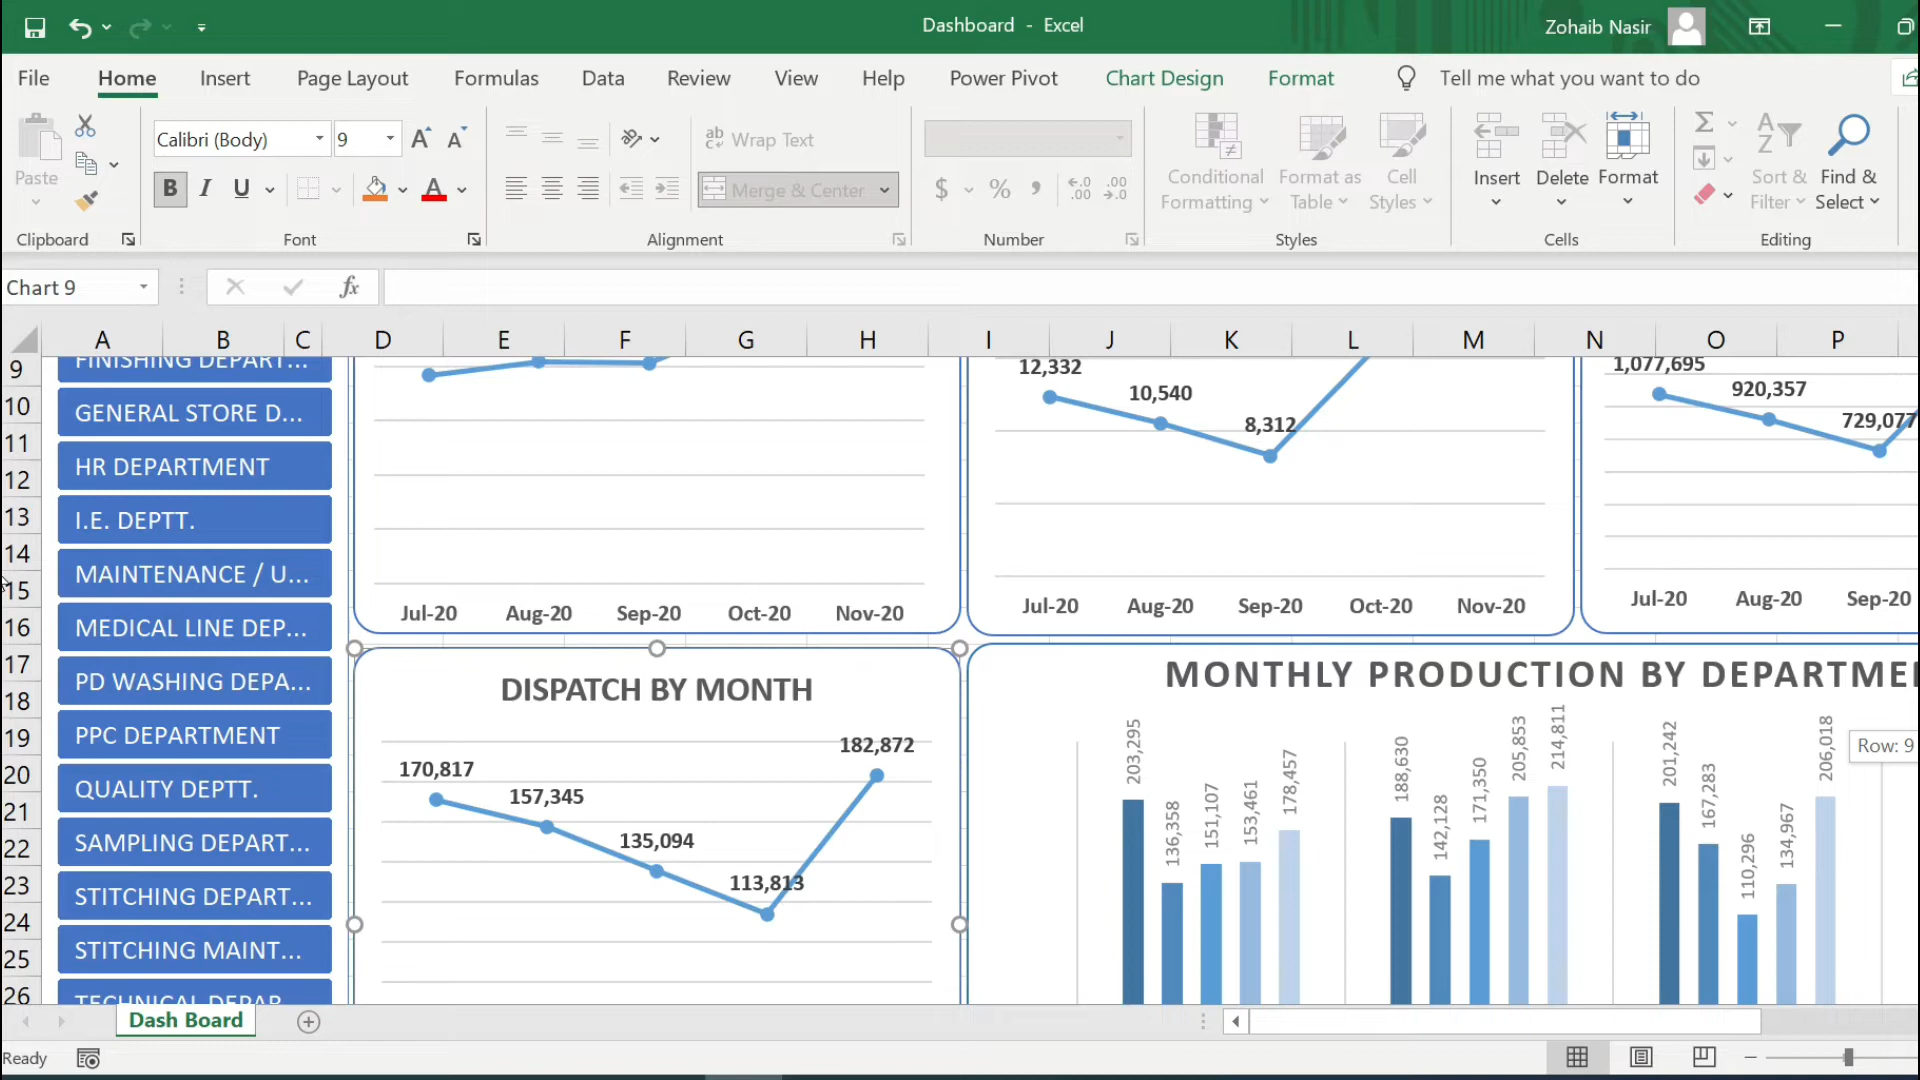 Dashboard - Excel
Zohaib Nasir
File Home Insert Page Layout Formulas Data Review View Help Power Pivot Chart Design Format Tell me what you want to do
Paste
Calibri (Body) 9
Wrap Text
B I U
Merge & Center
$ % 9
Conditional Formatting
Format as Table
Cell Styles
Insert
Delete
Format
Sort & Filter
Find & Select
Clipboard Font Alignment Number Styles Cells Editing
Chart 9
fx
A B C D E F G H I J K L M N O P
9
10
11
12
13
14
15
16
17
18
19
20
21
22
23
24
25
26
FINISHING DEPART...
GENERAL STORE D...
HR DEPARTMENT
I.E. DEPTT.
MAINTENANCE / U...
MEDICAL LINE DEP...
PD WASHING DEPA...
PPC DEPARTMENT
QUALITY DEPTT.
SAMPLING DEPART...
STITCHING DEPART...
STITCHING MAINT...
TECHNICAL DEPAR
Jul-20 Aug-20 Sep-20 Oct-20 Nov-20
12,332
10,540
8,312
Jul-20 Aug-20 Sep-20 Oct-20 Nov-20
1,077,695
920,357
729,077
Jul-20 Aug-20 Sep-20
DISPATCH BY MONTH
170,817
157,345
135,094
113,813
182,872
MONTHLY PRODUCTION BY DEPARTME
203,295
136,358
151,107
153,461
178,457
188,630
142,128
171,350
205,853
214,811
201,242
167,283
110,296
134,967
206,018
Row: 9
Dash Board
Ready